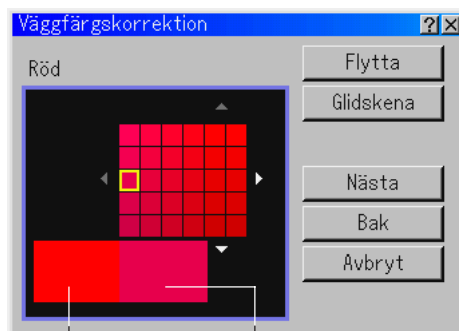 Väggfärgskorrektion
Röd
Flytta
Glidskena
Nästa
Bak
Avbryt